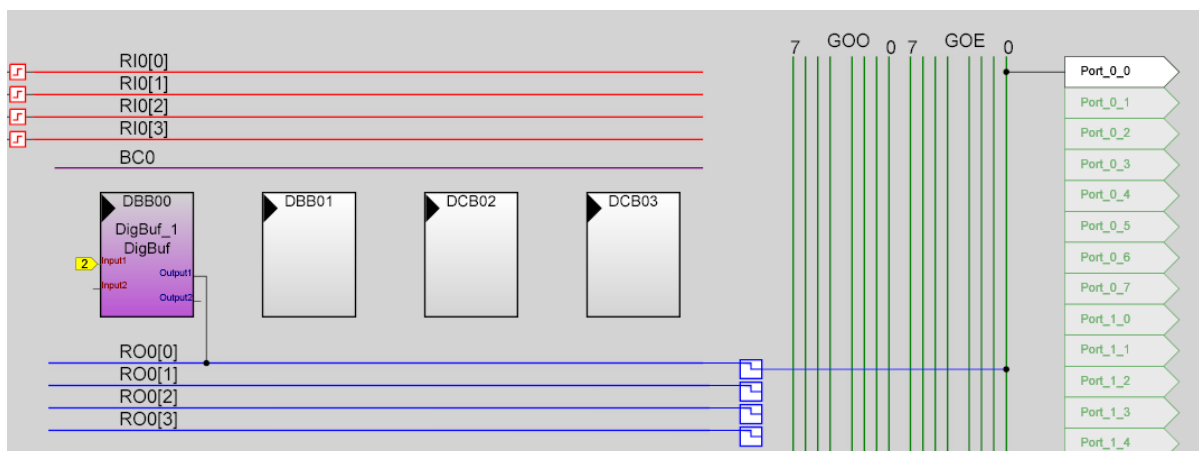 7 GOO 0 7 GOE 0
RI0[0]
RI0[1]
RI0[2]
RI0[3]
BC0
DBB00
DigBuf_1
DigBuf
2
Input1
Output1
Input2
Output2
DBB01
DCB02
DCB03
RO0[0]
RO0[1]
RO0[2]
RO0[3]
Port_0_0
Port_0_1
Port_0_2
Port_0_3
Port_0_4
Port_0_5
Port_0_6
Port_0_7
Port_1_0
Port_1_1
Port_1_2
Port_1_3
Port_1_4